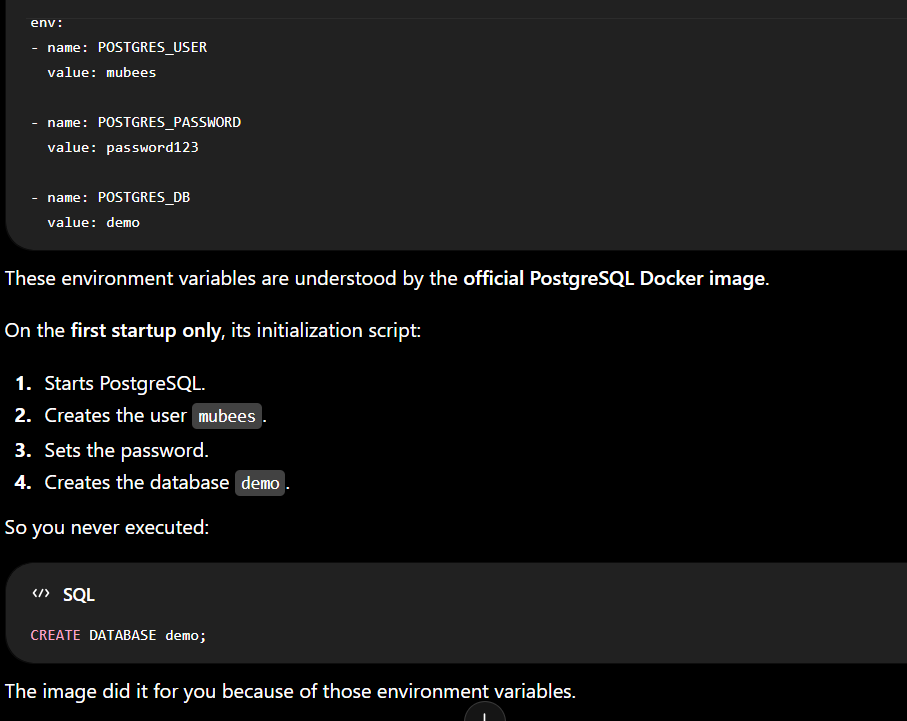 env:
- name: POSTGRES_USER
  value: mubees
- name: POSTGRES_PASSWORD
  value: password123
- name: POSTGRES_DB
  value: demo
These environment variables are understood by the official PostgreSQL Docker image.
On the first startup only, its initialization script:
1. Starts PostgreSQL.
2. Creates the user mubees.
3. Sets the password.
4. Creates the database demo.
So you never executed:
</> SQL
CREATE DATABASE demo;
The image did it for you because of those environment variables.